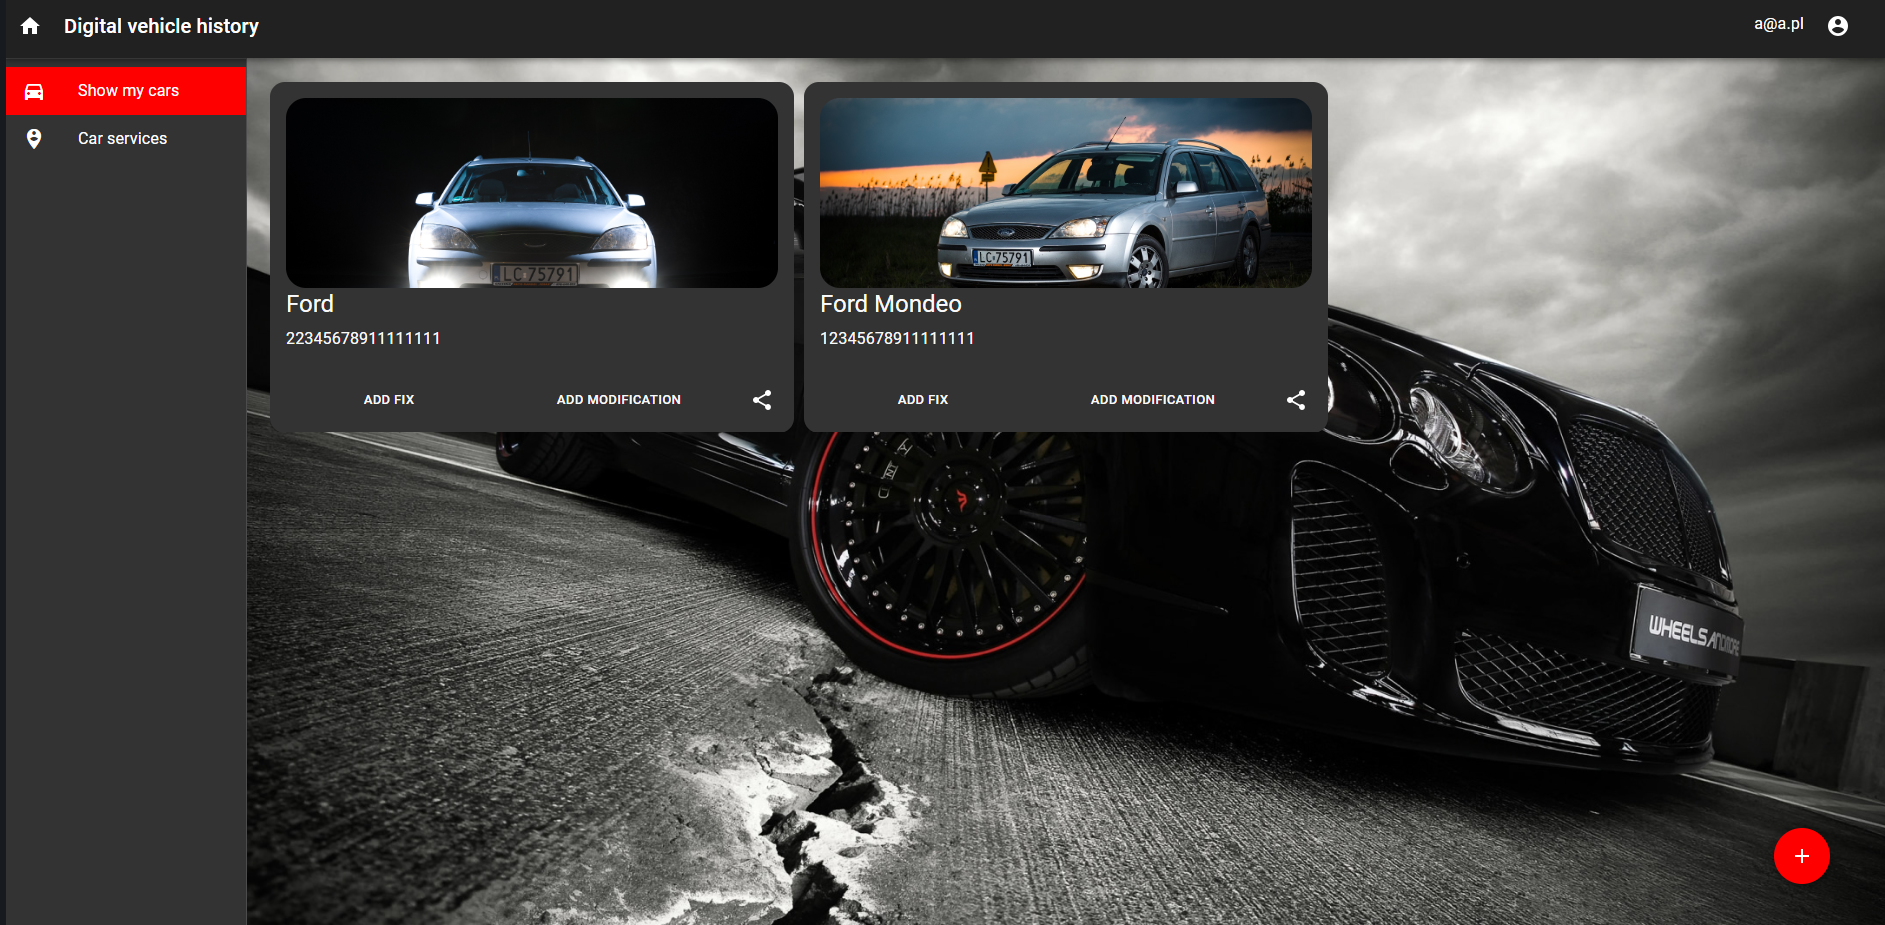 Digital vehicle history
a@a.pl
Show my cars
Car services
LC 75791
Ford
22345678911111111
ADD FIX
ADD MODIFICATION
LC 75791
Ford Mondeo
12345678911111111
ADD FIX
ADD MODIFICATION
WHEELSANDMORE